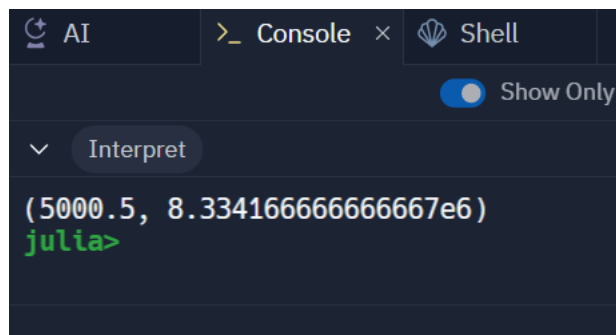 AI >_ Console × Shell
Show Only
Interpret
(5000.5, 8.334166666666667e6)
julia>